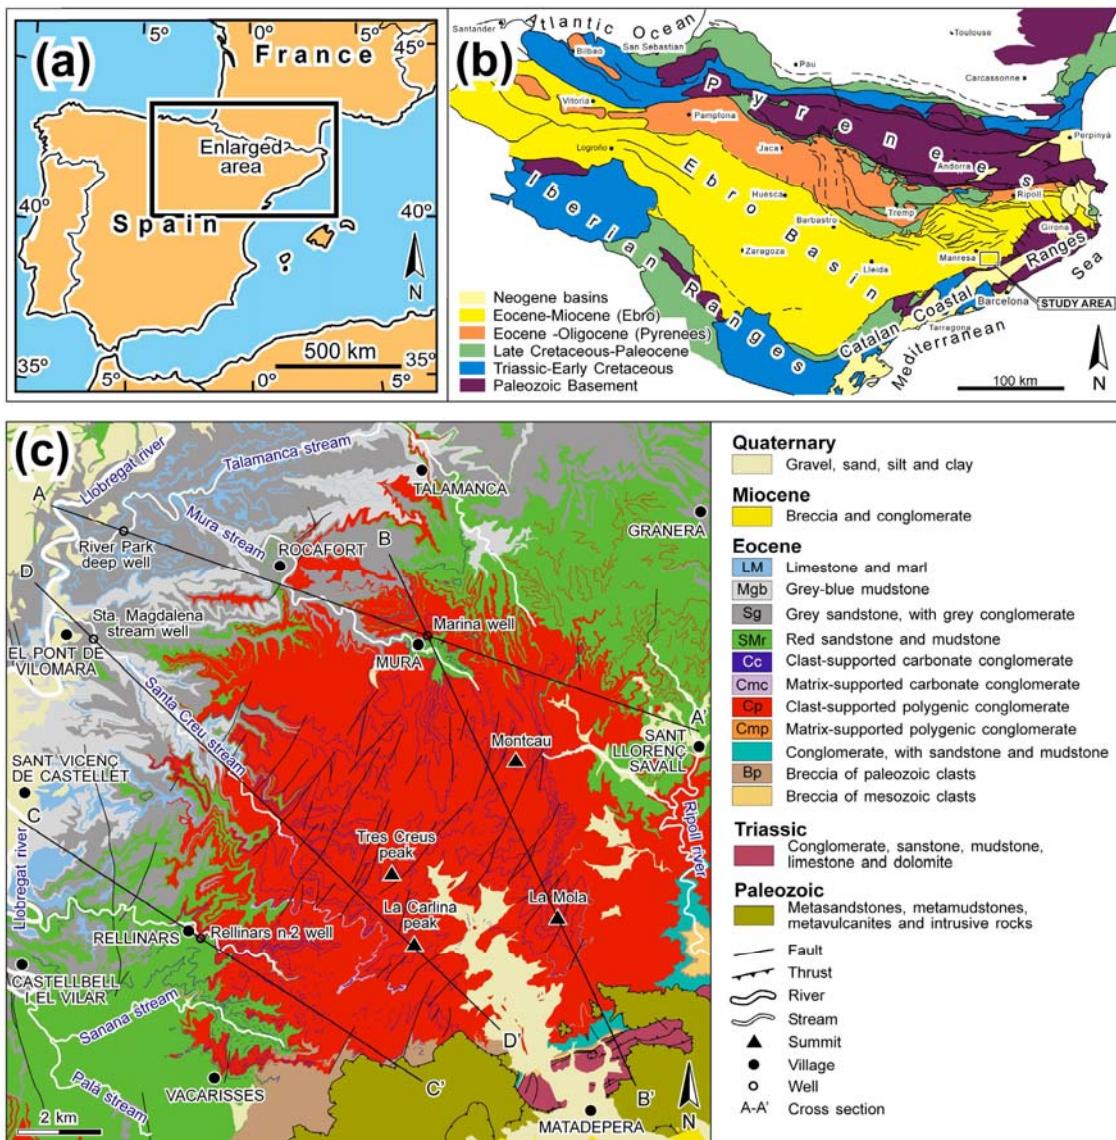 (a)
5º
0º
France
45º
Enlarged
area
40º
Spain
40º
N
500 km
35º
5º
0º
5º
35º
(b)
Atlantic Ocean
Santander
Bilbao
San Sebastian
Toulouse
Pau
Carcassonne
Vitoria
Pamplona
Pyrenees
Perpinyà
Logroño
Jaca
Andorra
Ebro Basin
Huesca
Ripoll
Iberian Ranges
Tremp
Barbastro
Girona
Zaragoza
Lleida
Manresa
Catalan Coastal Ranges
Barcelona
STUDY AREA
Tarragona
Mediterranean Sea
Neogene basins
Eocene-Miocene (Ebro)
Eocene -Oligocene (Pyrenees)
Late Cretaceous-Paleocene
Triassic-Early Cretaceous
Paleozoic Basement
100 km
N
(c)
Llobregat river
Talamanca stream
TALAMANCA
A
Mura stream
GRANERA
River Park
deep well
ROCAFORT
B
D
Sta. Magdalena
stream well
Marina well
EL PONT DE
VILOMARA
MURA
Santa Creu stream
A'
SANT
LLORENÇ
SAVALL
Montcau
SANT VICENÇ
DE CASTELLET
C
Ripoll river
Tres Creus
peak
Llobregat river
La Mola
La Carlina
peak
RELLINARS
Rellinars n.2 well
CASTELLBELL
I EL VILAR
Sanana stream
D'
Palà stream
VACARISSES
C'
B'
2 km
MATADEPERA
N
Quaternary
Gravel, sand, silt and clay
Miocene
Breccia and conglomerate
Eocene
LM Limestone and marl
Mgb Grey-blue mudstone
Sg Grey sandstone, with grey conglomerate
SMr Red sandstone and mudstone
Cc Clast-supported carbonate conglomerate
Cmc Matrix-supported carbonate conglomerate
Cp Clast-supported polygenic conglomerate
Cmp Matrix-supported polygenic conglomerate
Conglomerate, with sandstone and mudstone
Bp Breccia of paleozoic clasts
Breccia of mesozoic clasts
Triassic
Conglomerate, sanstone, mudstone,
limestone and dolomite
Paleozoic
Metasandstones, metamudstones,
metavulcanites and intrusive rocks
Fault
Thrust
River
Stream
Summit
Village
Well
A-A' Cross section